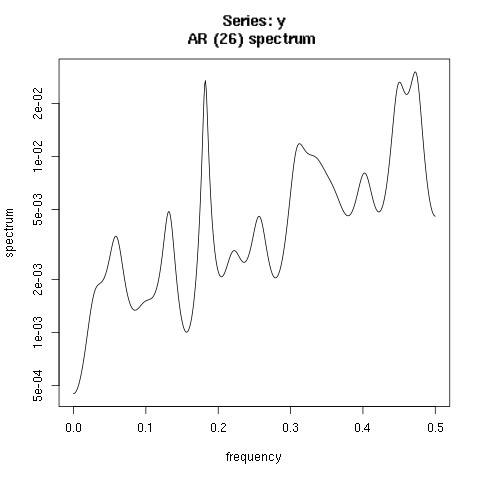 Series: y
AR (26) spectrum
2e-02
1e-02
5e-03
2e-03
1e-03
5e-04
spectrum
0.0 0.1 0.2 0.3 0.4 0.5
frequency